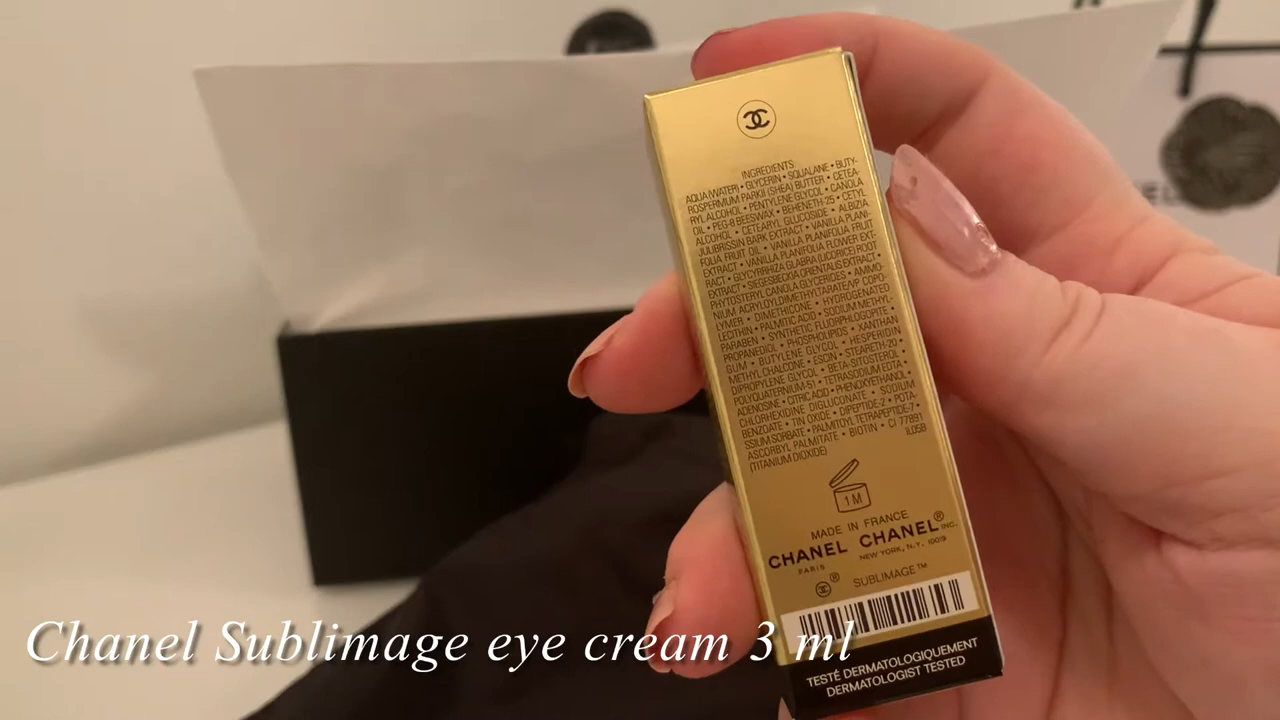 INGREDIENTS:
AQUA (WATER) • GLYCERIN • SQUALANE • BUTY-
ROSPERMUM PARKII (SHEA) BUTTER • CETEA-
RYL ALCOHOL • PENTYLENE GLYCOL • CANOLA
OIL • PEG-8 BEESWAX • BEHENETH-25 • CETYL
ALCOHOL • CETEARYL GLUCOSIDE • ALBIZIA
JULIBRISSIN BARK EXTRACT • VANILLA PLANI-
FOLIA FRUIT OIL • VANILLA PLANIFOLIA FRUIT
EXTRACT • VANILLA PLANIFOLIA FLOWER EXT-
RACT • GLYCYRRHIZA GLABRA (LICORICE) ROOT
EXTRACT • SIEGESBECKIA ORIENTALIS EXTRACT •
PHYTOSTERYL CANOLA GLYCERIDES • AMMO-
NIUM ACRYLOYLDIMETHYLTAURATE/VP COPO-
LYMER • DIMETHICONE • HYDROGENATED
LECITHIN • PALMITIC ACID • SODIUM METHYL-
PARABEN • SYNTHETIC FLUORPHLOGOPITE •
PROPANEDIOL • PHOSPHOLIPIDS • XANTHAN
GUM • BUTYLENE GLYCOL • HESPERIDIN
METHYL CHALCONE • ESCIN • STEARETH-20 •
DIPROPYLENE GLYCOL • BETA-SITOSTEROL •
POLYQUATERNIUM-51 • TETRASODIUM EDTA •
ADENOSINE • CITRIC ACID • PHENOXYETHANOL •
CHLORHEXIDINE DIGLUCONATE • SODIUM
BENZOATE • TIN OXIDE • DIPEPTIDE-2 • POTA-
SSIUM SORBATE • PALMITOYL TETRAPEPTIDE-7 •
ASCORBYL PALMITATE • BIOTIN • CI 77891
(TITANIUM DIOXIDE) IL05B
1M
MADE IN FRANCE
CHANEL CHANEL® INC.
PARIS NEW YORK, N.Y. 10019
® SUBLIMAGE™
TESTÉ DERMATOLOGIQUEMENT
DERMATOLOGIST TESTED
Chanel Sublimage eye cream 3 ml